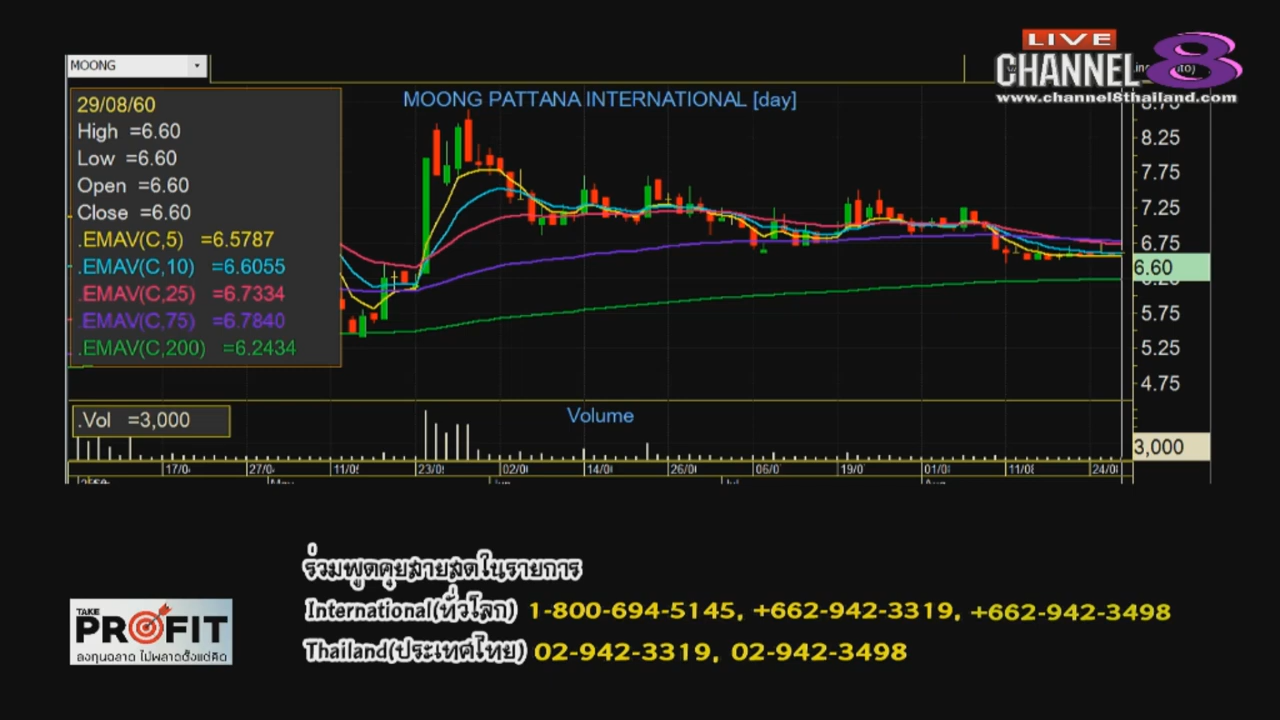 MOONG
LIVE
CHANNEL 8
www.channel8thailand.com
29/08/60
High =6.60
Low =6.60
Open =6.60
Close =6.60
.EMAV(C,5) =6.5787
.EMAV(C,10) =6.6055
.EMAV(C,25) =6.7334
.EMAV(C,75) =6.7840
.EMAV(C,200) =6.2434
MOONG PATTANA INTERNATIONAL [day]
8.75
8.25
7.75
7.25
6.75
6.60
6.25
5.75
5.25
4.75
.Vol =3,000
Volume
3,000
17/0 27/0 11/0 23/0 02/0 14/0 26/0 06/0 19/0 01/0 11/0 24/0
ร่วมพูดคุยสายสดในรายการ
International(ทั่วโลก) 1-800-694-5145, +662-942-3319, +662-942-3498
Thailand(ประเทศไทย) 02-942-3319, 02-942-3498
TAKE
PROFIT
ลงทุนฉลาด ไม่พลาดตั้งแต่คิด